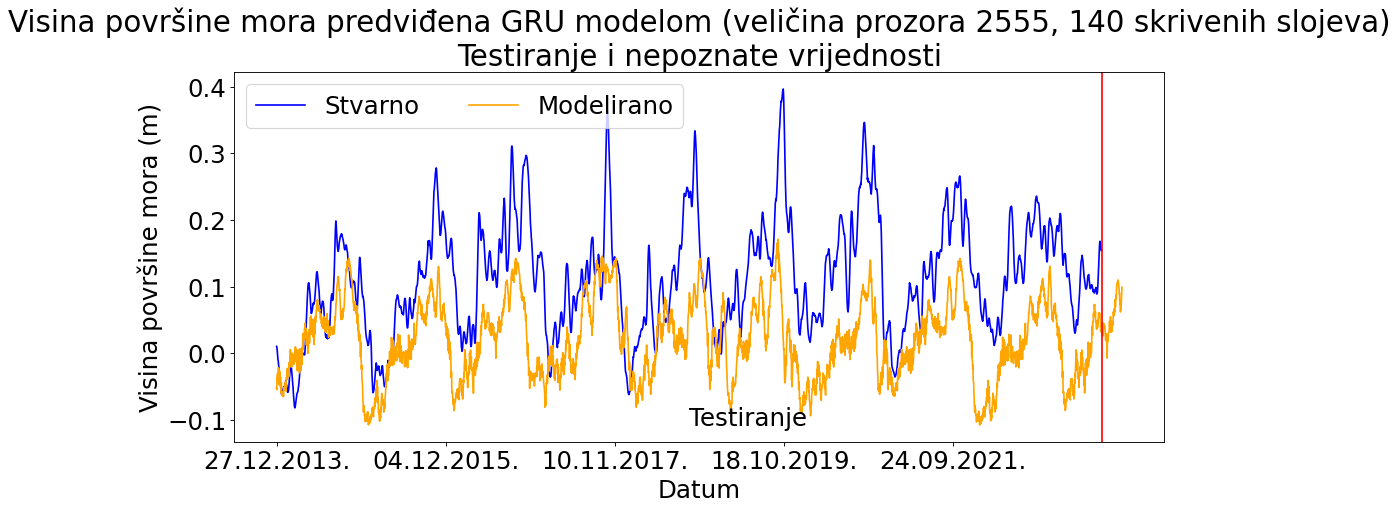 Visina površine mora predviđena GRU modelom (veličina prozora 2555, 140 skrivenih slojeva)
Testiranje i nepoznate vrijednosti
Stvarno
Modelirano
Visina površine mora (m)
0.4
0.3
0.2
0.1
0.0
−0.1
Testiranje
27.12.2013.
04.12.2015.
10.11.2017.
18.10.2019.
24.09.2021.
Datum